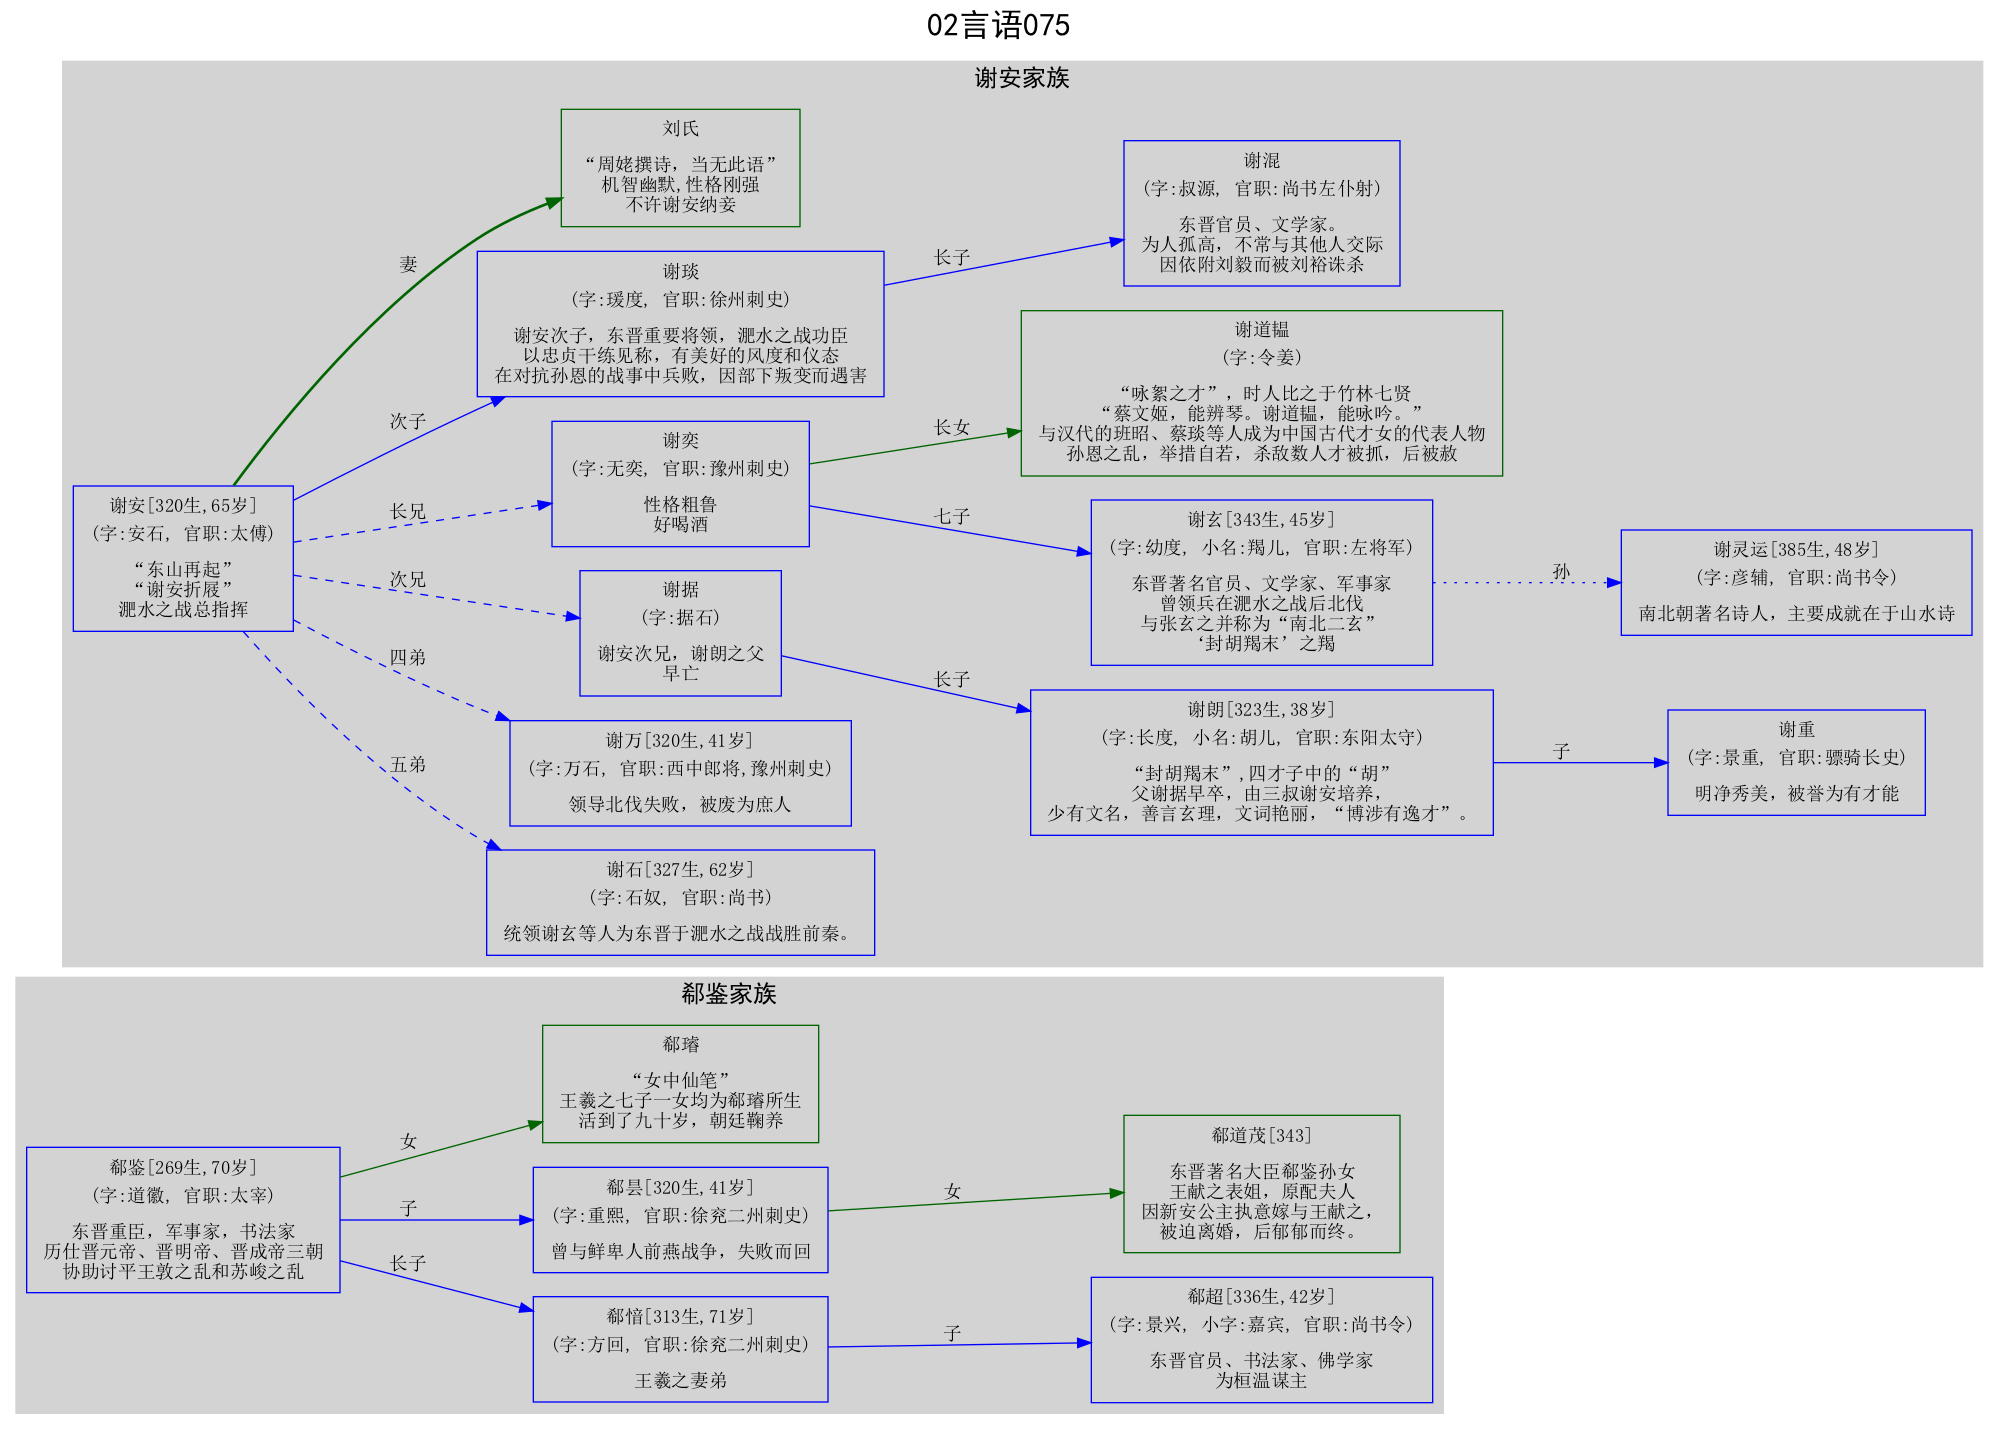 02言语075
谢安家族
刘氏
“周姥撰诗，当无此语”
机智幽默,性格刚强
不许谢安纳妾
妻
谢混
(字:叔源, 官职:尚书左仆射)
东晋官员、文学家。
为人孤高，不常与其他人交际
因依附刘毅而被刘裕诛杀
长子
谢琰
(字:瑗度, 官职:徐州刺史)
谢安次子，东晋重要将领，淝水之战功臣
以忠贞干练见称，有美好的风度和仪态
在对抗孙恩的战事中兵败，因部下叛变而遇害
次子
谢道韫
(字:令姜)
“咏絮之才”，时人比之于竹林七贤
“蔡文姬，能辨琴。谢道韫，能咏吟。”
与汉代的班昭、蔡琰等人成为中国古代才女的代表人物
孙恩之乱，举措自若，杀敌数人才被抓，后被赦
长女
谢奕
(字:无奕, 官职:豫州刺史)
性格粗鲁
好喝酒
长兄
谢安[320生,65岁]
(字:安石, 官职:太傅)
“东山再起”
“谢安折屐”
淝水之战总指挥
七子
谢玄[343生,45岁]
(字:幼度, 小名:羯儿, 官职:左将军)
东晋著名官员、文学家、军事家
曾领兵在淝水之战后北伐
与张玄之并称为“南北二玄”
‘封胡羯末’之羯
孙
谢灵运[385生,48岁]
(字:彦辅, 官职:尚书令)
南北朝著名诗人，主要成就在于山水诗
次兄
谢据
(字:据石)
谢安次兄，谢朗之父
早亡
四弟
长子
谢朗[323生,38岁]
(字:长度, 小名:胡儿, 官职:东阳太守)
“封胡羯末”,四才子中的“胡”
父谢据早卒，由三叔谢安培养，
少有文名，善言玄理，文词艳丽，“博涉有逸才”。
子
谢重
(字:景重, 官职:骠骑长史)
明净秀美，被誉为有才能
谢万[320生,41岁]
(字:万石, 官职:西中郎将,豫州刺史)
领导北伐失败，被废为庶人
五弟
谢石[327生,62岁]
(字:石奴, 官职:尚书)
统领谢玄等人为东晋于淝水之战战胜前秦。
郗鉴家族
郗璿
“女中仙笔”
王羲之七子一女均为郗璿所生
活到了九十岁，朝廷鞠养
女
郗鉴[269生,70岁]
(字:道徽, 官职:太宰)
东晋重臣，军事家，书法家
历仕晋元帝、晋明帝、晋成帝三朝
协助讨平王敦之乱和苏峻之乱
子
郗昙[320生,41岁]
(字:重熙, 官职:徐兖二州刺史)
曾与鲜卑人前燕战争，失败而回
女
郗道茂[343]
东晋著名大臣郗鉴孙女
王献之表姐，原配夫人
因新安公主执意嫁与王献之，
被迫离婚，后郁郁而终。
长子
郗愔[313生,71岁]
(字:方回, 官职:徐兖二州刺史)
王羲之妻弟
子
郗超[336生,42岁]
(字:景兴, 小字:嘉宾, 官职:尚书令)
东晋官员、书法家、佛学家
为桓温谋主